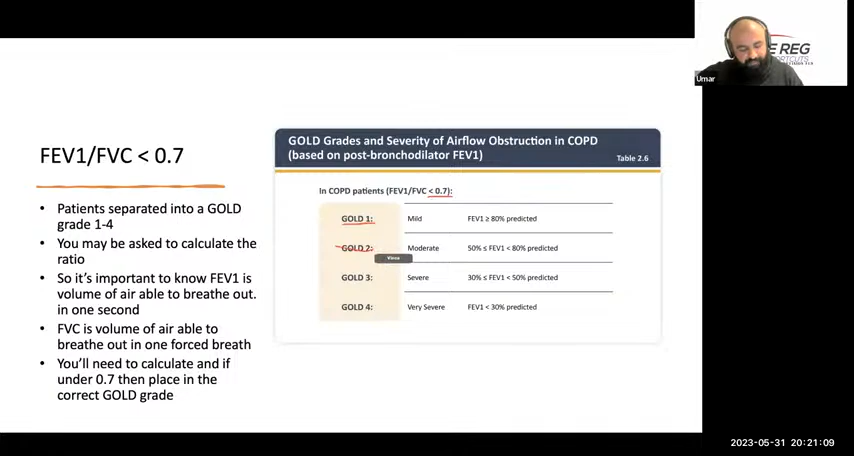 E REG
ORTCUTS
Umar
FEV1/FVC < 0.7
• Patients separated into a GOLD
grade 1-4
• You may be asked to calculate the
ratio
• So it's important to know FEV1 is
volume of air able to breathe out.
in one second
• FVC is volume of air able to
breathe out in one forced breath
• You'll need to calculate and if
under 0.7 then place in the
correct GOLD grade
GOLD Grades and Severity of Airflow Obstruction in COPD
(based on post-bronchodilator FEV1)
Table 2.6
In COPD patients (FEV1/FVC < 0.7):
GOLD 1: Mild FEV1 ≥ 80% predicted
GOLD 2: Moderate 50% ≤ FEV1 < 80% predicted
GOLD 3: Severe 30% ≤ FEV1 < 50% predicted
GOLD 4: Very Severe FEV1 < 30% predicted
2023-05-31 20:21:09